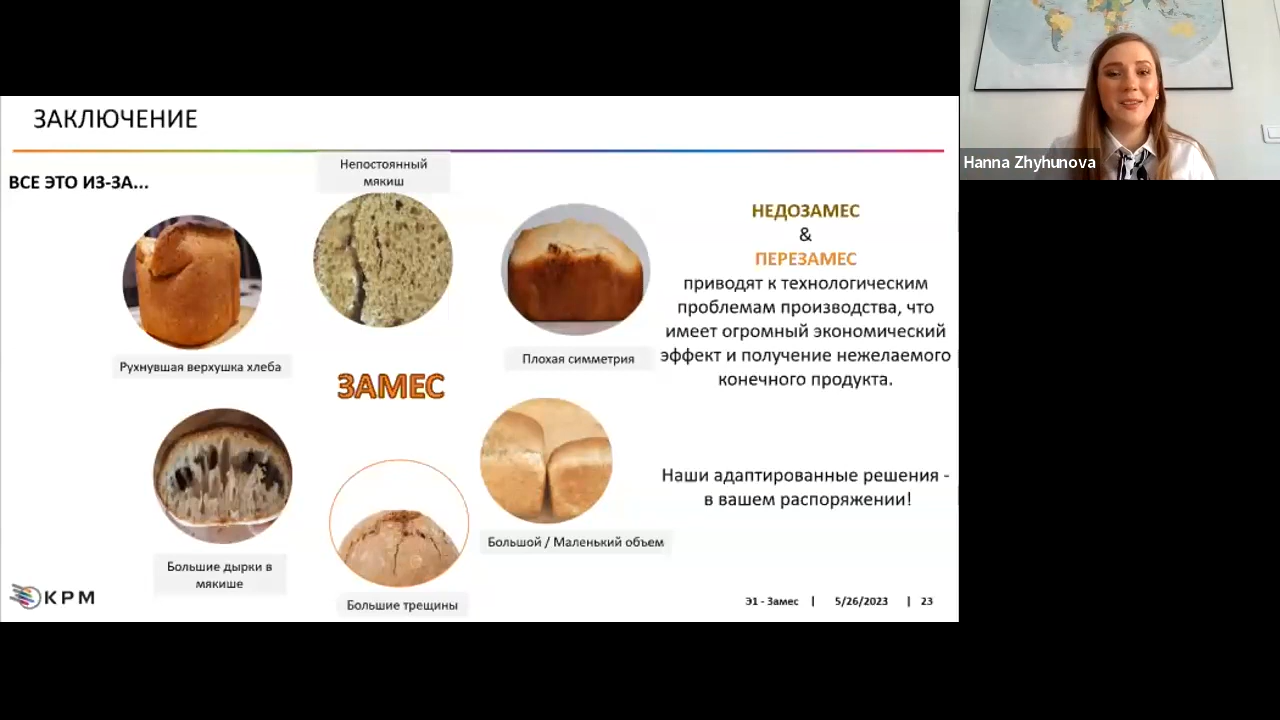 ЗАКЛЮЧЕНИЕ
ВСЕ ЭТО ИЗ-ЗА...
Непостоянный
мякиш
Рухнувшая верхушка хлеба
Плохая симметрия
ЗАМЕС
Большие дырки в
мякише
Большие трещины
Большой / Маленький объем
НЕДОЗАМЕС
&
ПЕРЕЗАМЕС
приводят к технологическим
проблемам производства, что
имеет огромный экономический
эффект и получение нежелаемого
конечного продукта.
Наши адаптированные решения -
в вашем распоряжении!
KPM
Э1 - Замес | 5/26/2023 | 23
Hanna Zhyhunova